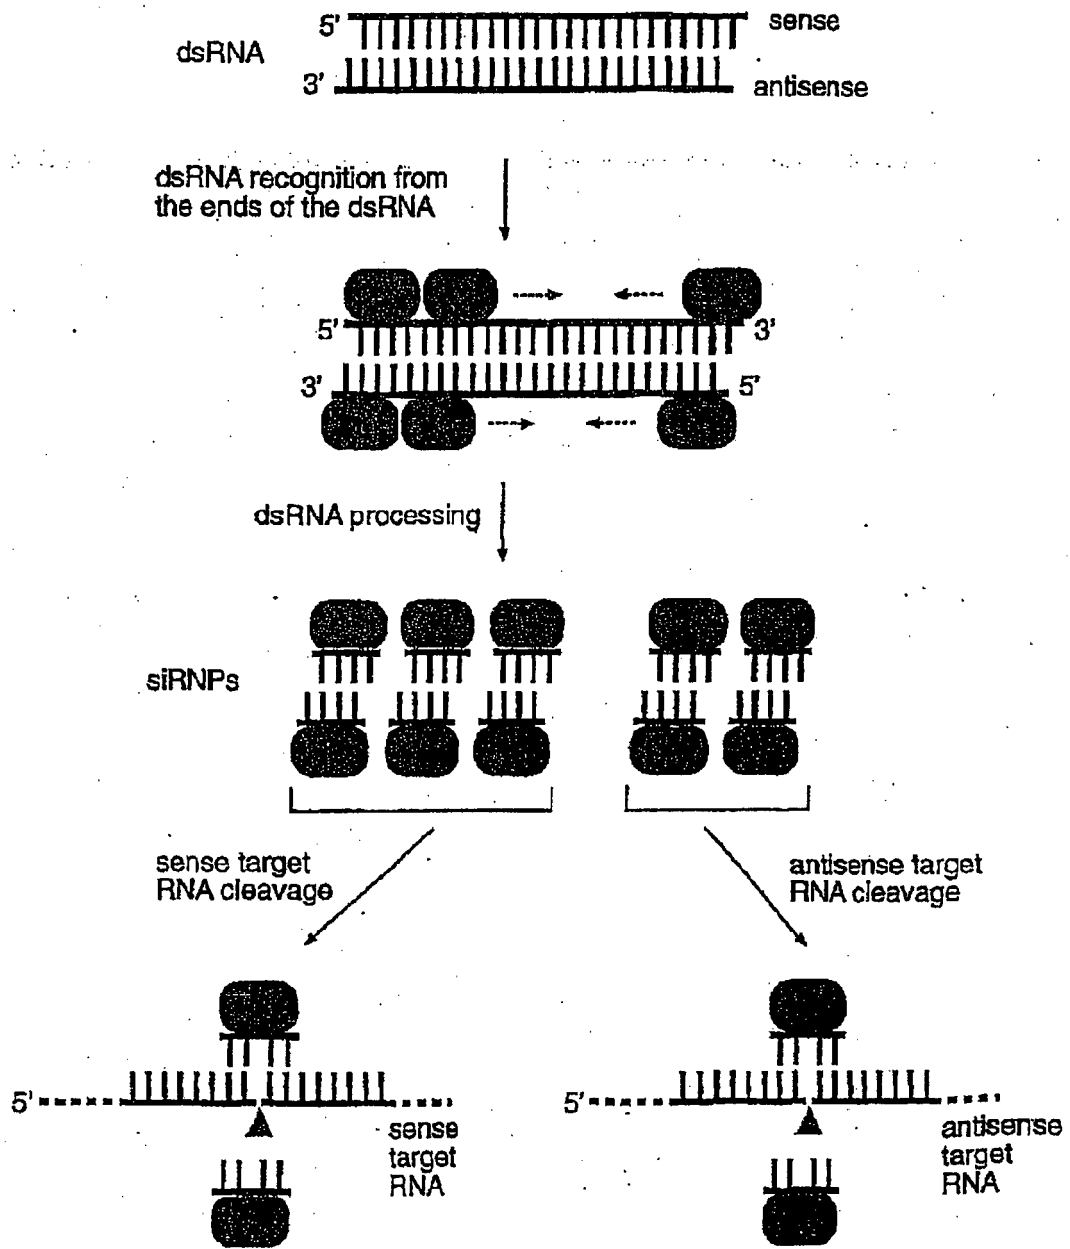 5' sense
dsRNA
3' antisense
dsRNA recognition from
the ends of the dsRNA
5' 3'
3' 5'
dsRNA processing
siRNPs
sense target
RNA cleavage
antisense target
RNA cleavage
5'
sense
target
RNA
5'
antisense
target
RNA